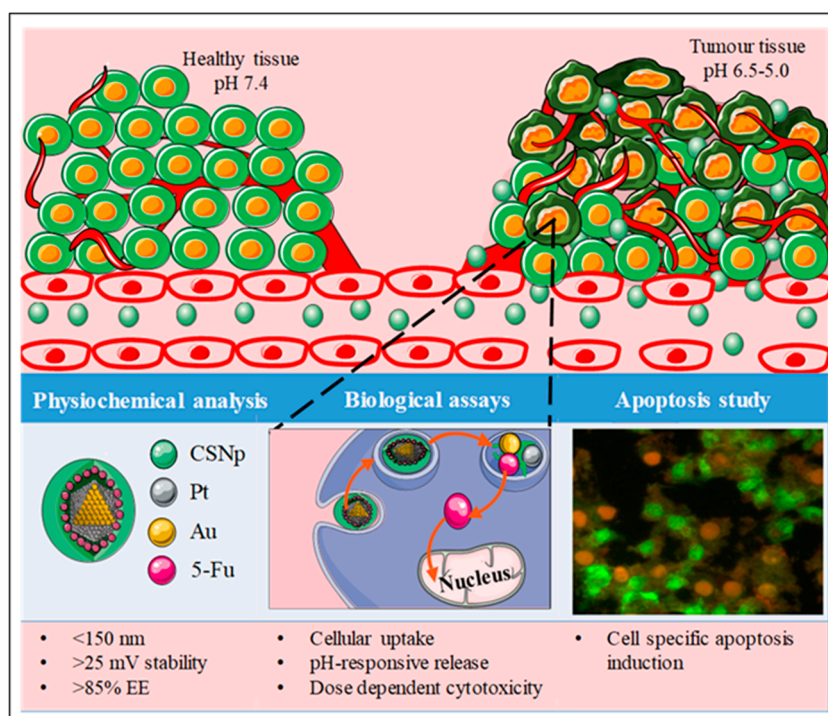 Healthy tissue
pH 7.4
Tumour tissue
pH 6.5-5.0
Physiochemical analysis
Biological assays
Apoptosis study
CSNp
Pt
Au
5-Fu
Nucleus
• <150 nm
• >25 mV stability
• >85% EE
• Cellular uptake
• pH-responsive release
• Dose dependent cytotoxicity
• Cell specific apoptosis
induction